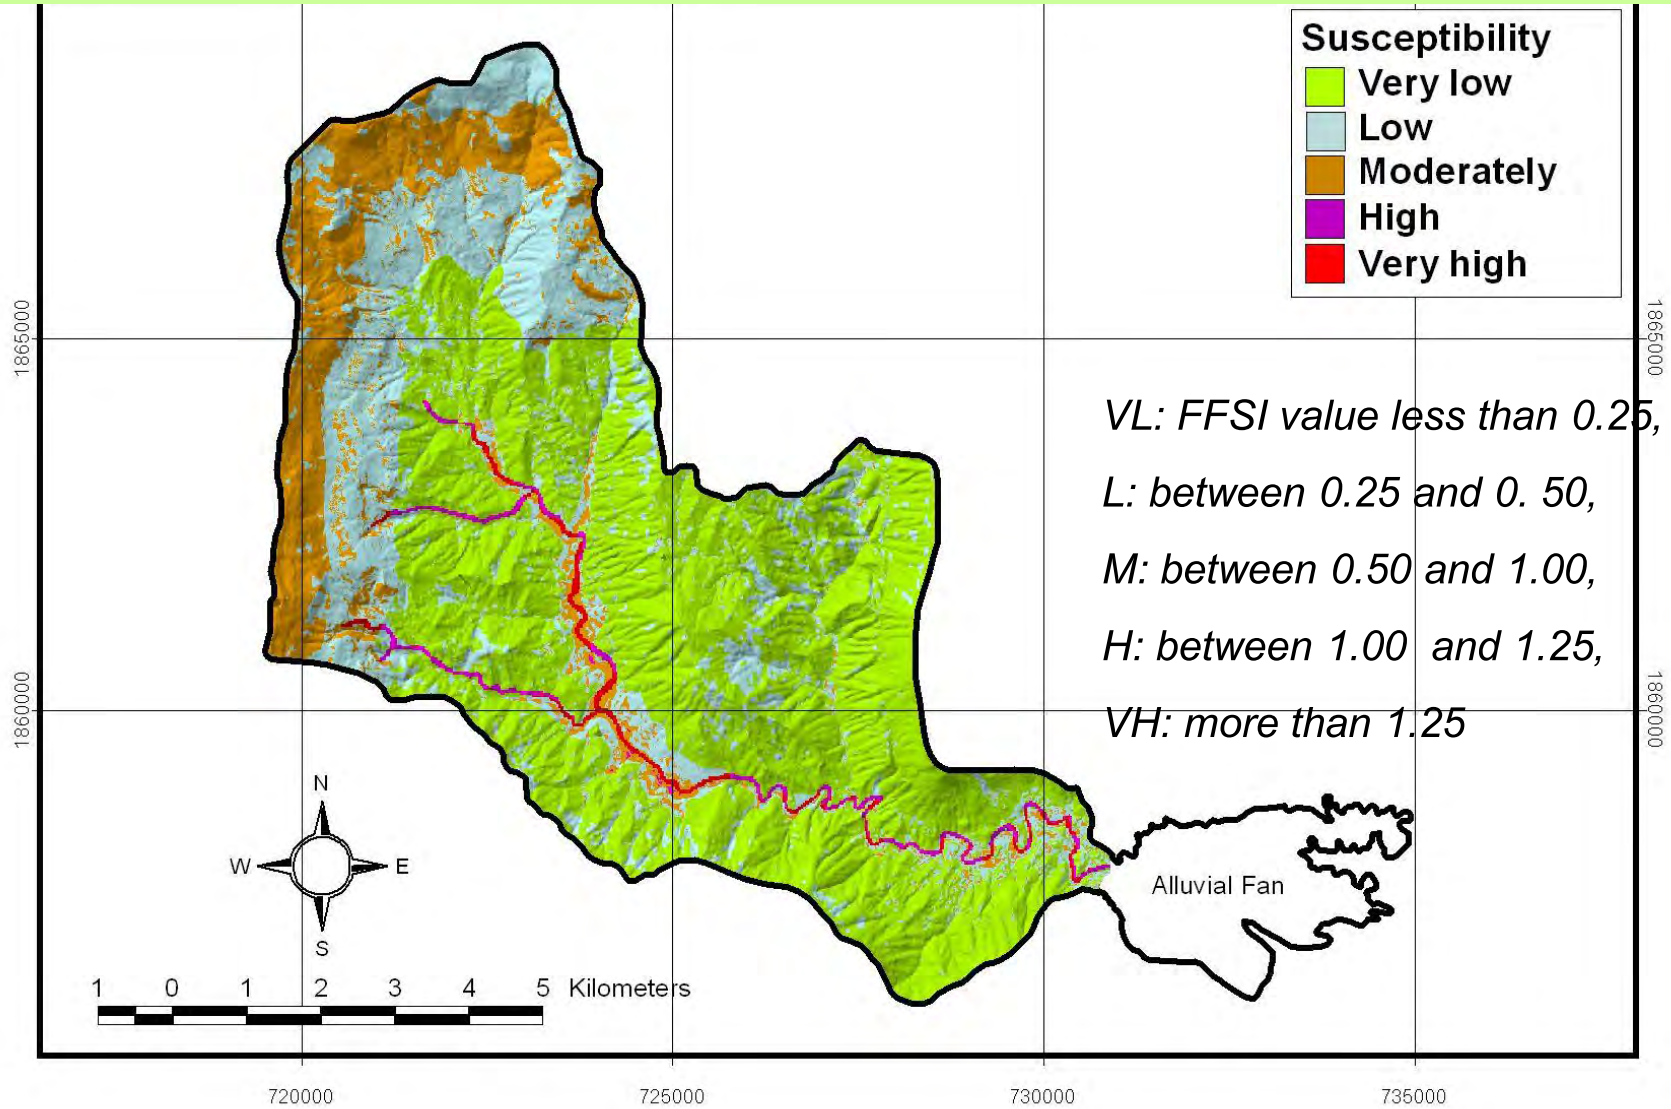 Susceptibility
Very low
Low
Moderately
High
Very high
1865000
1865000
VL: FFSI value less than 0.25,
L: between 0.25 and 0. 50,
M: between 0.50 and 1.00,
H: between 1.00 and 1.25,
VH: more than 1.25
1860000
1860000
N
W
E
S
Alluvial Fan
1 0 1 2 3 4 5 Kilometers
720000 725000 730000 735000